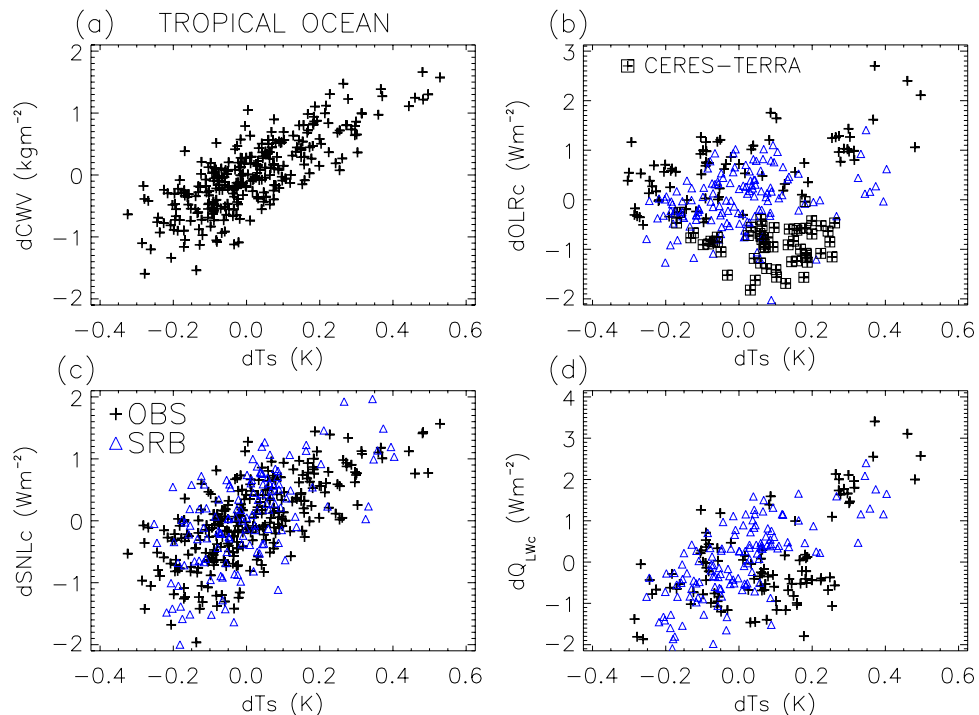 (a) TROPICAL OCEAN
dCWV (kgm⁻²)
2
1
0
−1
−2
−0.4 −0.2 0.0 0.2 0.4 0.6
dTs (K)
(b)
CERES−TERRA
dOLRc (Wm⁻²)
3
2
1
0
−1
−2
−0.4 −0.2 0.0 0.2 0.4 0.6
dTs (K)
(c)
OBS
SRB
dSNLc (Wm⁻²)
2
1
0
−1
−2
−0.4 −0.2 0.0 0.2 0.4 0.6
dTs (K)
(d)
dQ_LWc (Wm⁻²)
4
2
0
−1
−2
−0.4 −0.2 0.0 0.2 0.4 0.6
dTs (K)